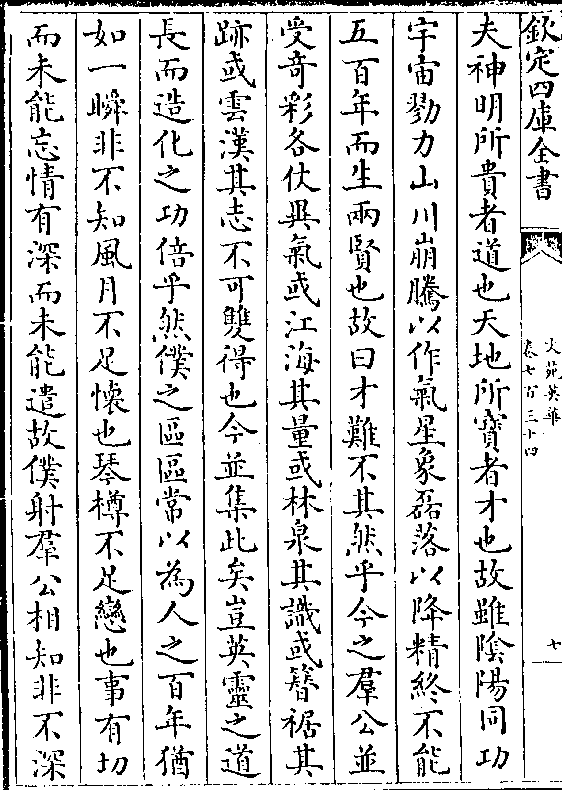 欽定四庫全書
文苑英華
卷七百三十四
七
夫神明所貴者道也天地所寶者才也故雖陰陽同功
宇宙勠力山川崩騰以作氣星象磊落以降精終不能
五百年而生兩賢也故曰才難不其然乎今之羣公並
受竒彩各仗異氣或江海其量或林泉其識或簪裾其
跡或雲漢其志不可雙得也今並集此矣豈英靈之道
長而造化之功倍乎然僕之區區常以為人之百年猶
如一瞬非不知風月不足懐也琴樽不足戀也事有切
而未能忘情有深而未能遣故僕射羣公相知非不深